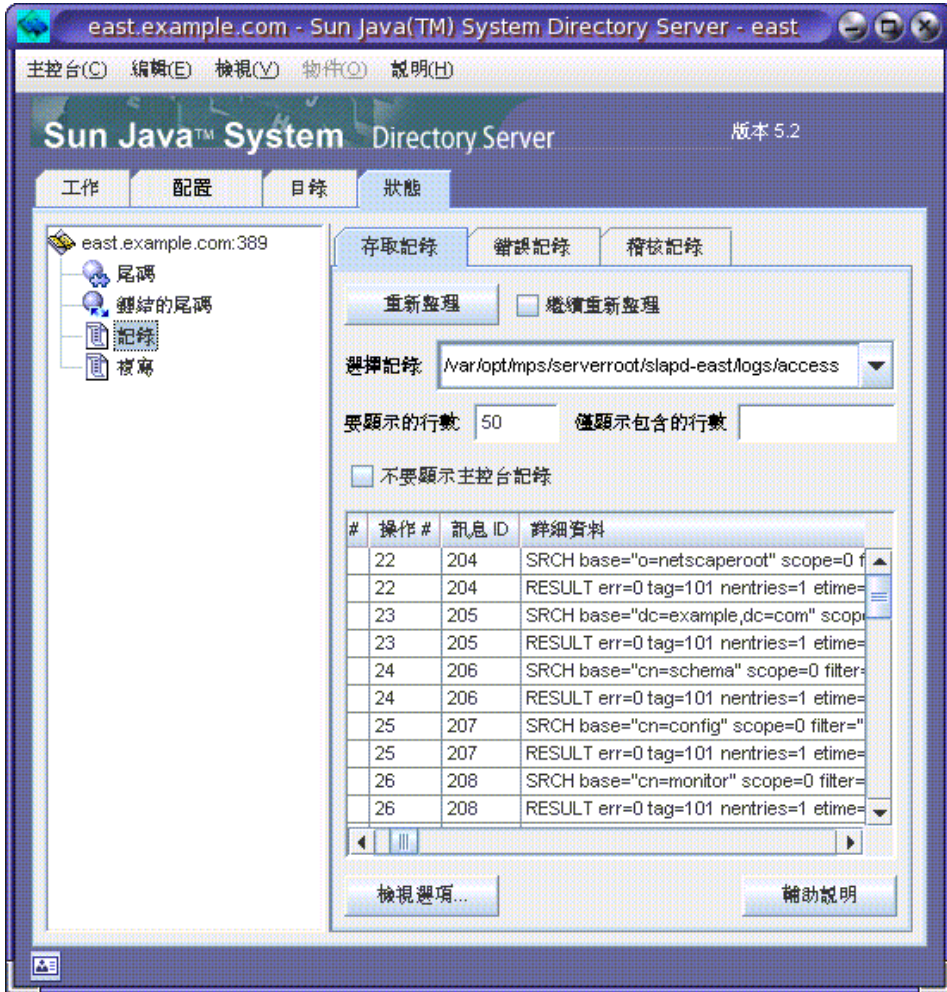 east.example.com - Sun Java(TM) System Directory Server - east
主控台(C) 編輯(E) 檢視(V) 物件(O) 說明(H)
Sun Java™ System Directory Server 版本 5.2
工作 配置 目錄 狀態
east.example.com:389
尾碼
鏈結的尾碼
記錄
複寫
存取記錄 錯誤記錄 稽核記錄
重新整理 繼續重新整理
選擇記錄: /var/opt/mps/serverroot/slapd-east/logs/access
要顯示的行數: 50 僅顯示包含的行數:
不要顯示主控台記錄
# 操作 # 訊息 ID 詳細資料
22 204 SRCH base="o=netscaperoot" scope=0 f
22 204 RESULT err=0 tag=101 nentries=1 etime=
23 205 SRCH base="dc=example,dc=com" scop
23 205 RESULT err=0 tag=101 nentries=1 etime=
24 206 SRCH base="cn=schema" scope=0 filter=
24 206 RESULT err=0 tag=101 nentries=1 etime=
25 207 SRCH base="cn=config" scope=0 filter="
25 207 RESULT err=0 tag=101 nentries=1 etime=
26 208 SRCH base="cn=monitor" scope=0 filter=
26 208 RESULT err=0 tag=101 nentries=1 etime=
檢視選項... 輔助說明